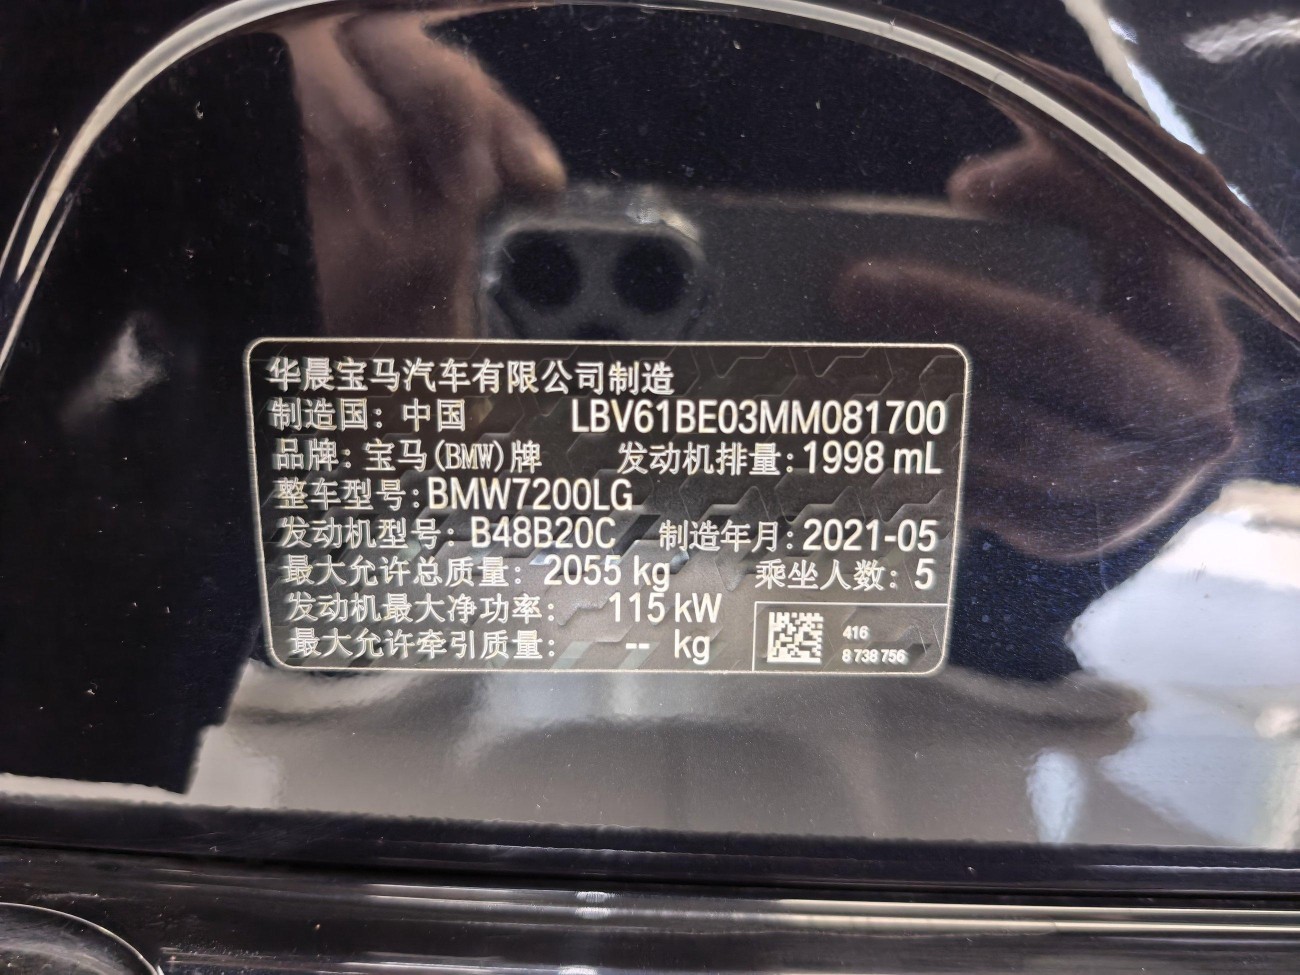 华晨宝马汽车有限公司制造
制造国：中国 LBV61BE03MM081700
品牌：宝马(BMW)牌 发动机排量：1998 mL
整车型号：BMW7200LG
发动机型号：B48B20C 制造年月：2021-05
最大允许总质量：2055 kg 乘坐人数：5
发动机最大净功率：115 kW
最大允许牵引质量：-- kg
416
8 738 756